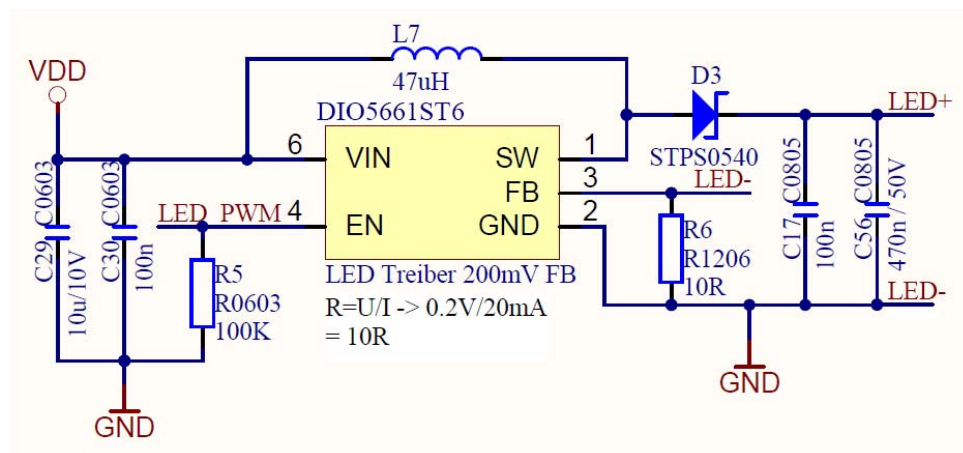 L7
47uH
VDD
DIO5661ST6
D3
STPS0540
LED+
6
VIN
SW
1
FB
3
LED-
LED_PWM
4
EN
GND
2
C29 C0603
10u/10V
C30 C0603
100n
R5
R0603
100K
LED Treiber 200mV FB
R=U/I -> 0.2V/20mA
= 10R
R6
R1206
10R
C17 C0805
100n
C56 C0805
470n / 50V
LED-
GND
GND